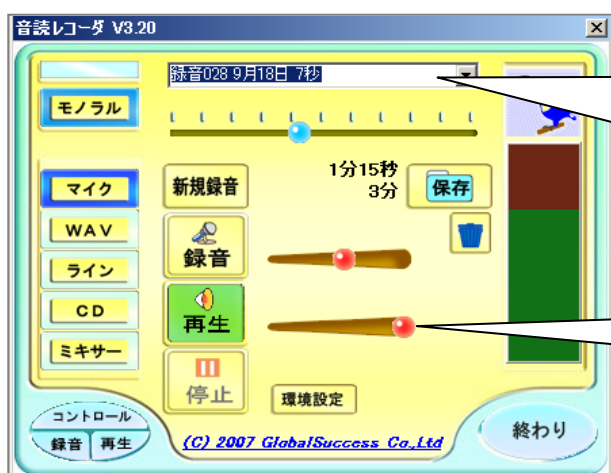 音読レコーダ V3.20
録音028 9月18日 7秒
モノラル
マイク
新規録音
1分15秒
3分
保存
WAV
録音
ライン
CD
再生
ミキサー
停止
環境設定
コントロール
録音 再生
(C) 2007 GlobalSuccess Co.,Ltd
終わり